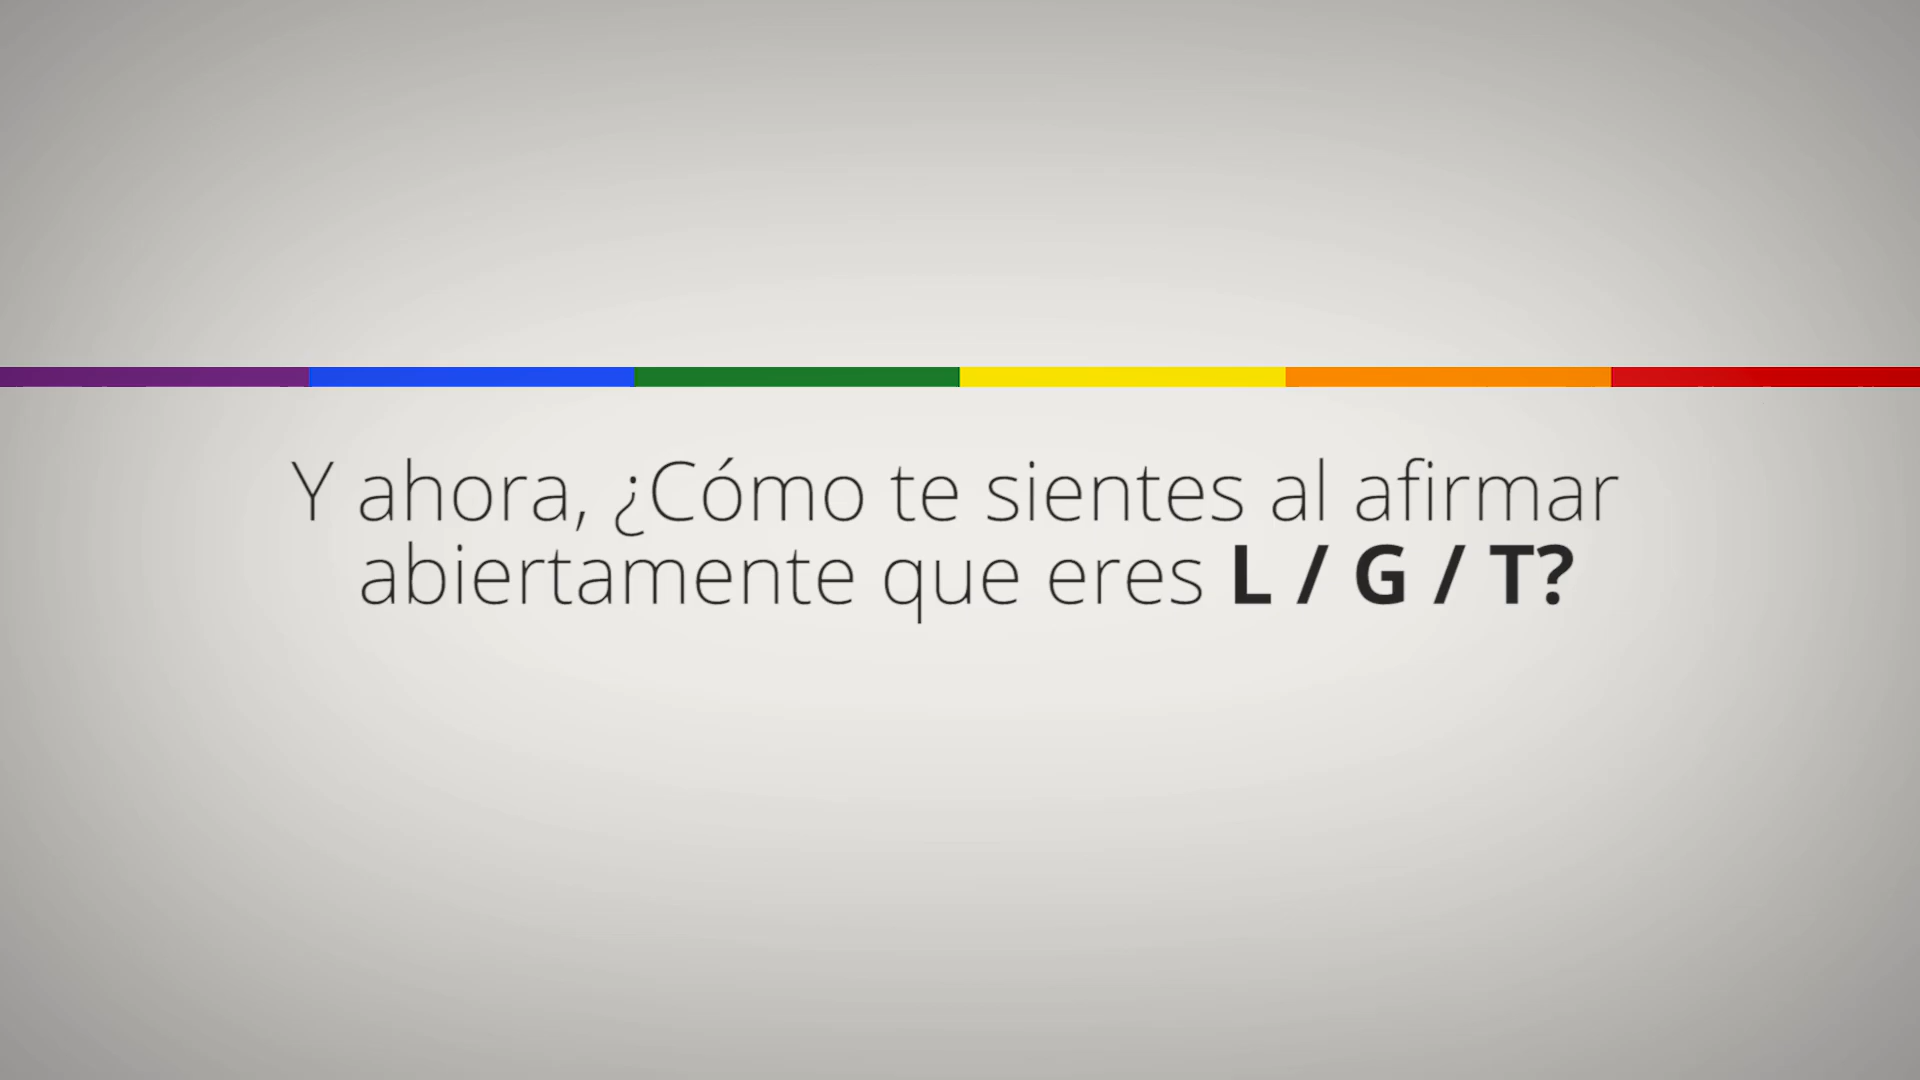 Y ahora, ¿Cómo te sientes al afirmar
abiertamente que eres L / G / T?